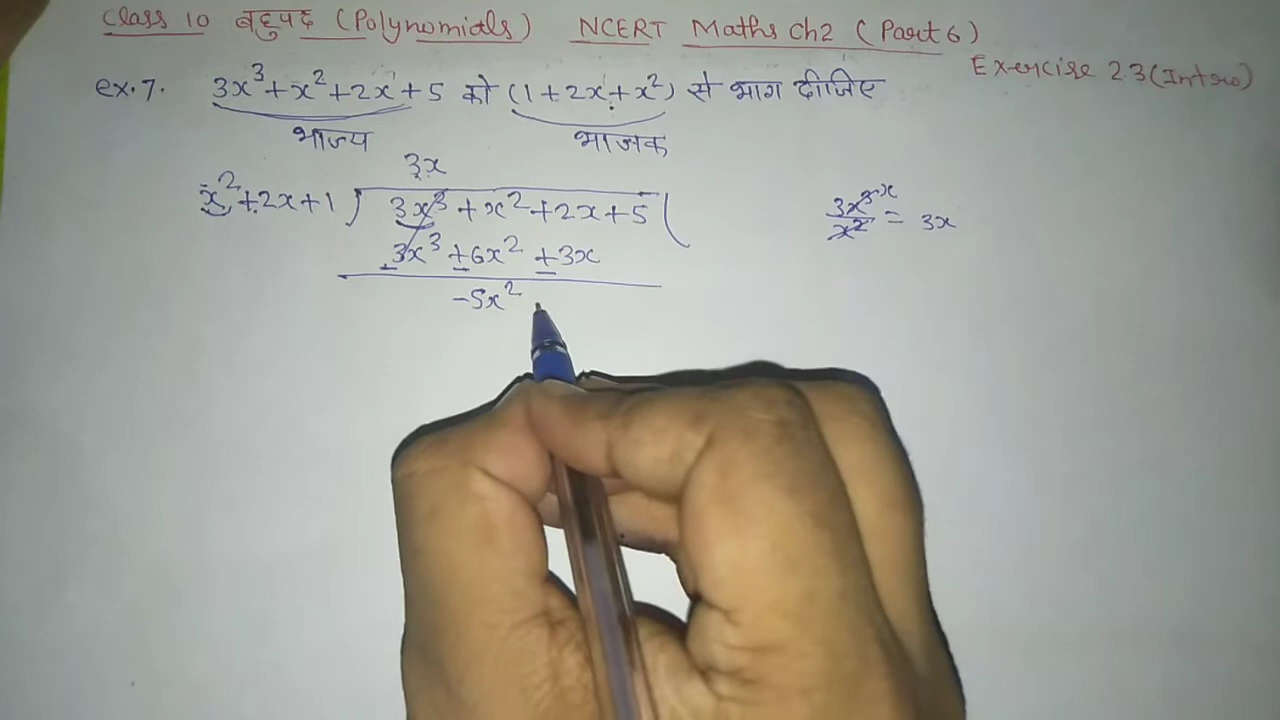 Class 10 बहुपद (Polynomials) NCERT Maths Ch2 (Part 6)
Exercise 2.3 (Intro)
ex.7. 3x³+x²+2x+5 को (1+2x+x²) से भाग दीजिए
भाज्य भाजक
3x
x²+2x+1 ) 3x³+x²+2x+5 (
3x³+6x²+3x
- - -
-5x²
3x³/x² = 3x
x